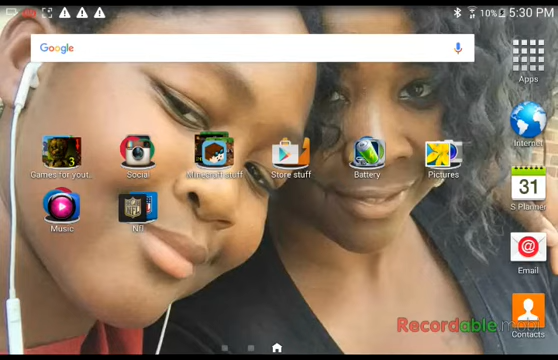 10% 5:30 PM
Google
Apps
Internet
Games for yout..
Social
Minecraft stuff
Store stuff
Battery
Pictures
31
S Planner
Music
NFl
Email
Recordable.mobi
Contacts